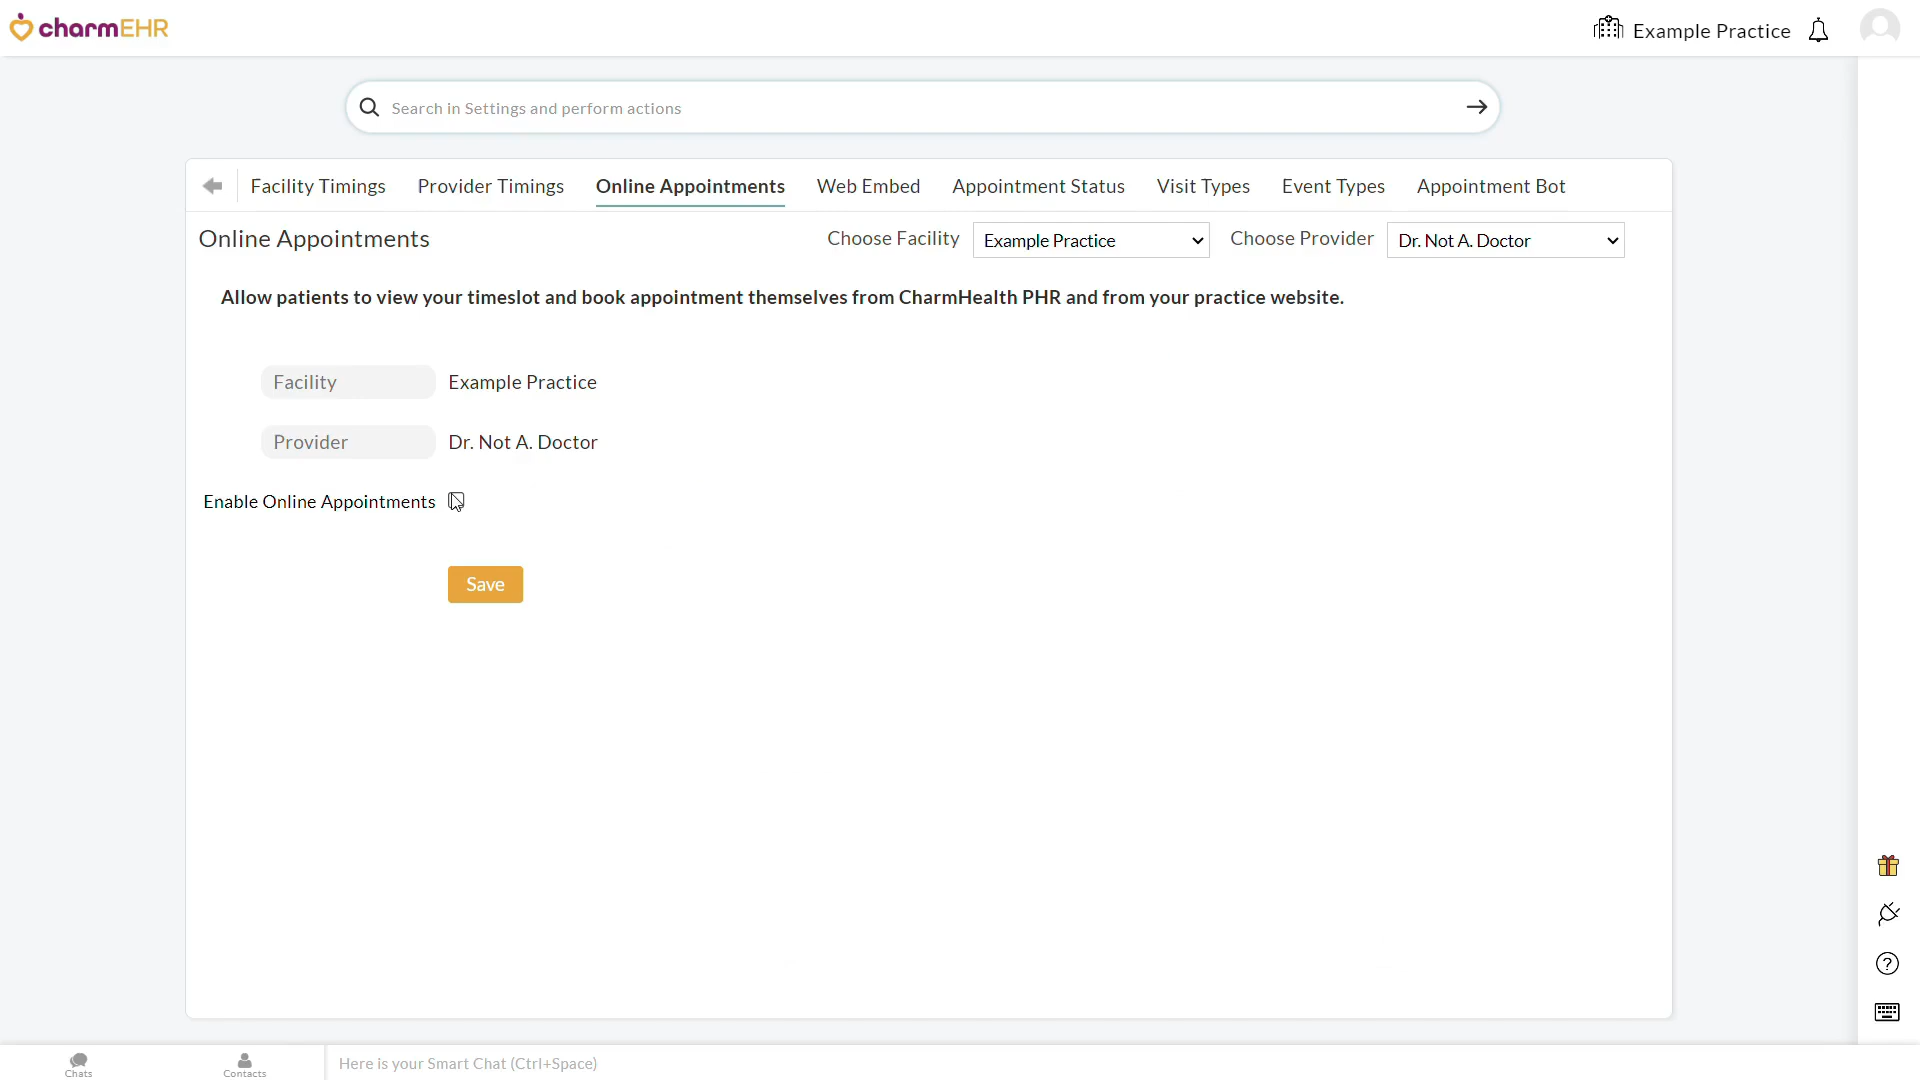 charmEHR
Example Practice
Search in Settings and perform actions
Facility Timings Provider Timings Online Appointments Web Embed Appointment Status Visit Types Event Types Appointment Bot
Online Appointments Choose Facility Example Practice Choose Provider Dr. Not A. Doctor
Allow patients to view your timeslot and book appointment themselves from CharmHealth PHR and from your practice website.
Facility Example Practice
Provider Dr. Not A. Doctor
Enable Online Appointments
Save
Chats Contacts Here is your Smart Chat (Ctrl+Space)